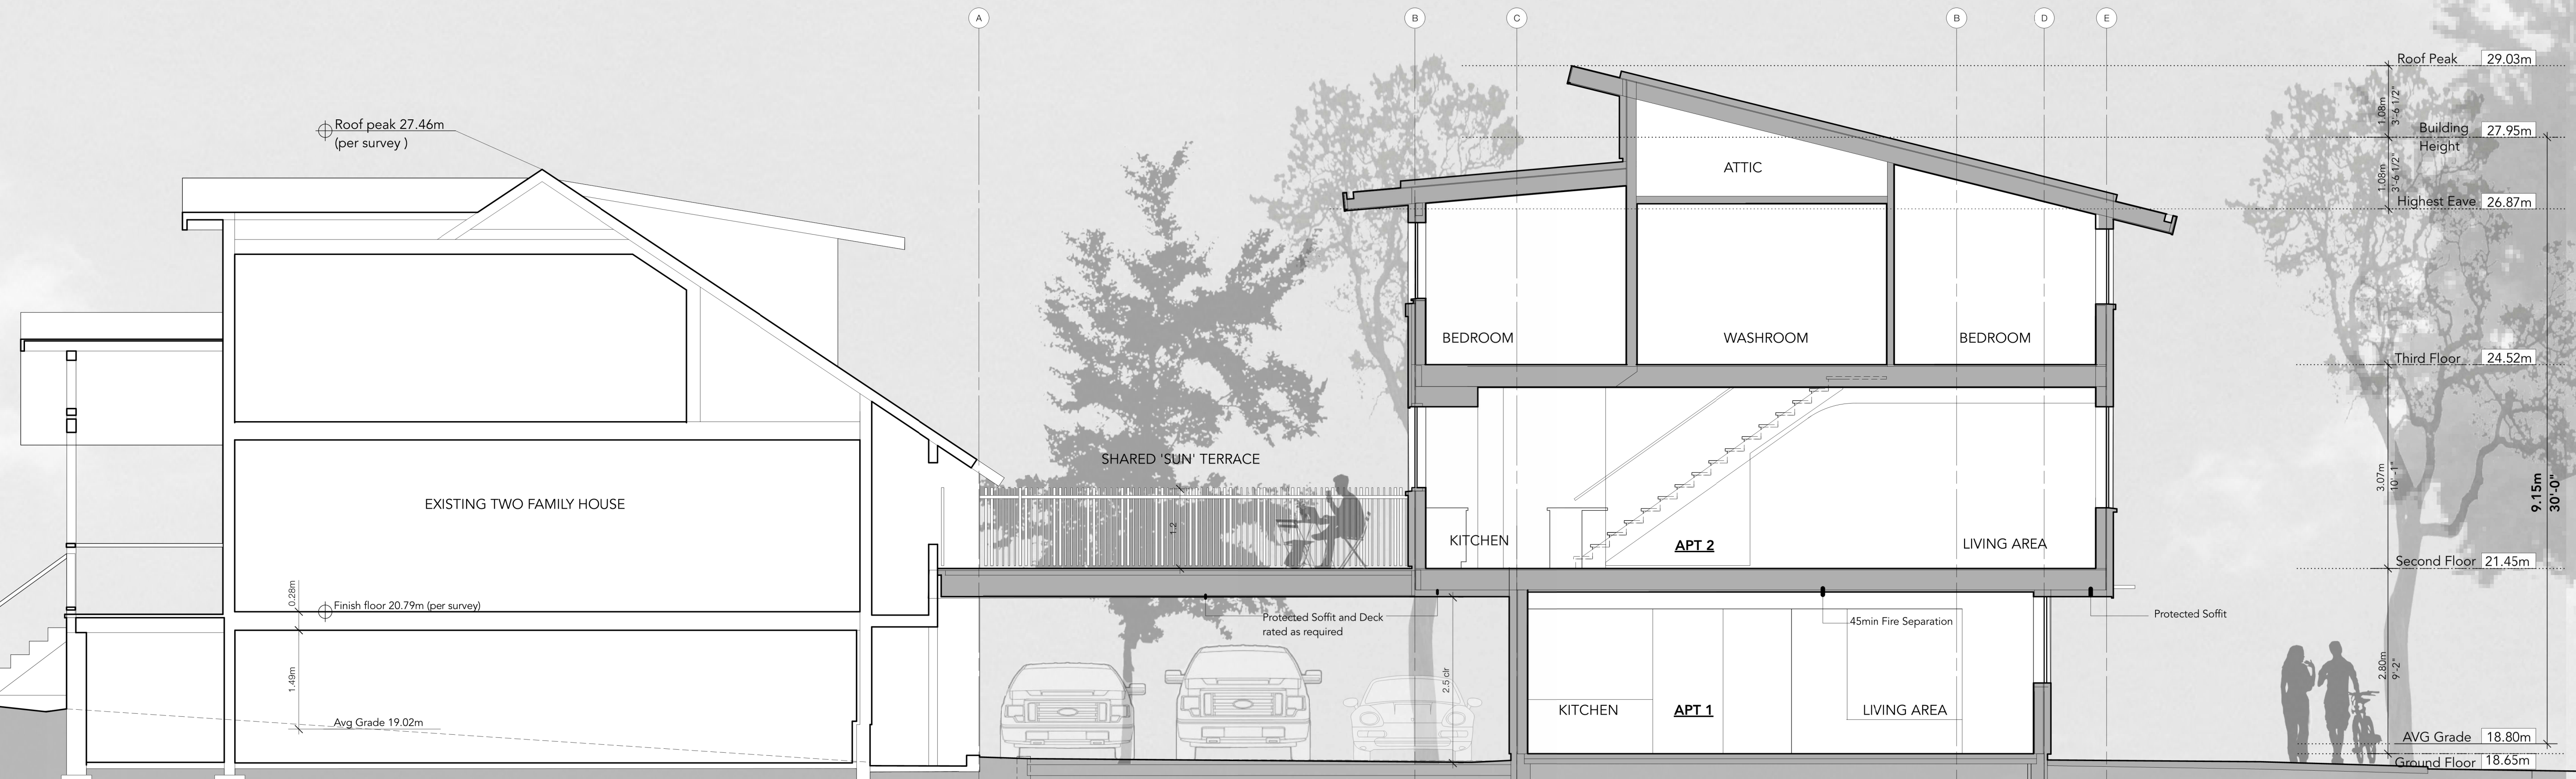 A
B
C
B
D
E
Roof Peak 29.03m
1.08m
3'-6 1/2"
Building
Height
27.95m
1.08m
3'-6 1/2"
Highest Eave 26.87m
Third Floor 24.52m
3.07m
10'-1"
9.15m
30'-0"
Second Floor 21.45m
2.80m
9'-2"
AVG Grade 18.80m
Ground Floor 18.65m
Roof peak 27.46m
(per survey )
EXISTING TWO FAMILY HOUSE
0.28m
Finish floor 20.79m (per survey)
1.49m
Avg Grade 19.02m
SHARED 'SUN' TERRACE
1.2
Protected Soffit and Deck
rated as required
2.5 clr
ATTIC
BEDROOM
WASHROOM
BEDROOM
KITCHEN
APT 2
LIVING AREA
45min Fire Separation
Protected Soffit
KITCHEN
APT 1
LIVING AREA